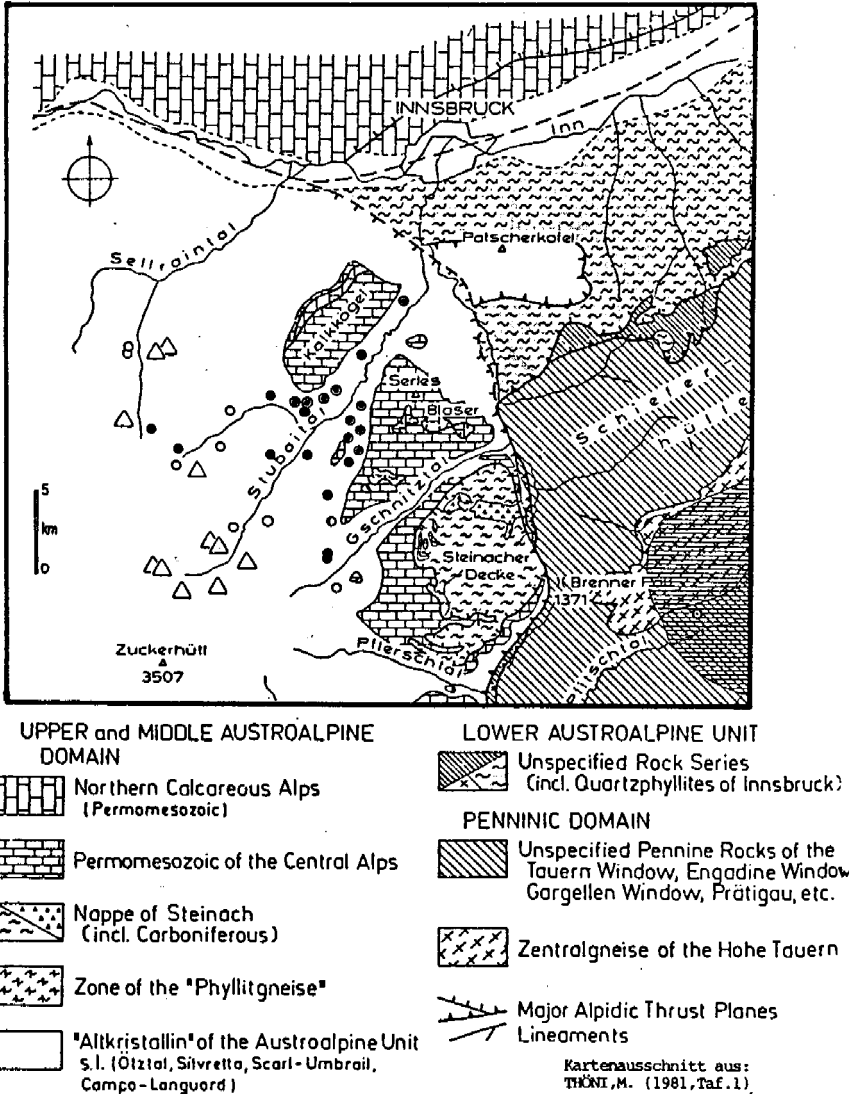 INNSBRUCK
Inn
Sellraintal
Patscherkofel
Kalkkögel
Serles
Blaser
Schiefer
hülle
Stubaital
Gschnitztal
5
km
0
Steinacher
Decke
Brenner
1371
Zuckerhütl
3507
Pflerschtal
UPPER and MIDDLE AUSTROALPINE
DOMAIN
Northern Calcareous Alps
(Permomesozoic)
Permomesozoic of the Central Alps
Nappe of Steinach
(incl. Carboniferous)
Zone of the "Phyllitgneise"
"Altkristallin" of the Austroalpine Unit
S.l. (Ötztal, Silvretta, Scarl-Umbrail,
Campo-Languard)
LOWER AUSTROALPINE UNIT
Unspecified Rock Series
(incl. Quartzphyllites of Innsbruck)
PENNINIC DOMAIN
Unspecified Pennine Rocks of the
Tauern Window, Engadine Window
Gargellen Window, Prätigau, etc.
Zentralgneise of the Hohe Tauern
Major Alpidic Thrust Planes
Lineaments
Kartenausschnitt aus:
THÖNI,M. (1981,Taf.1)